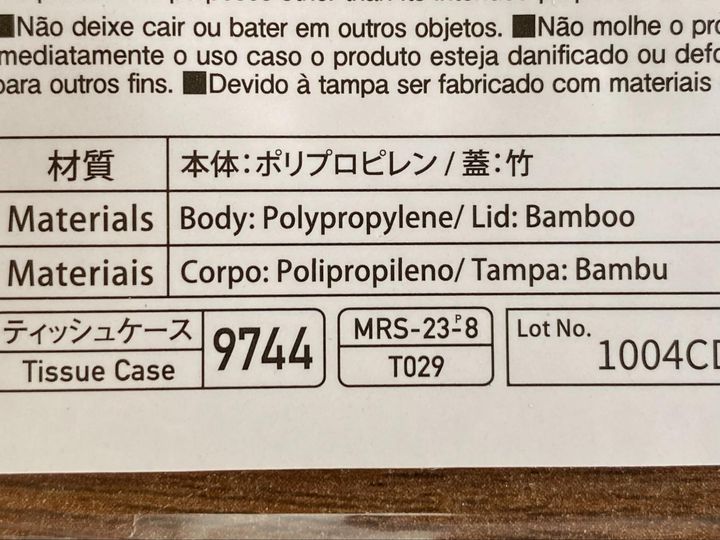 ■Não deixe cair ou bater em outros objetos. ■Não molhe o
mediatamente o uso caso o produto esteja danificado ou
para outros fins. ■Devido à tampa ser fabricado com materiais
材質 本体：ポリプロピレン / 蓋：竹
Materials Body: Polypropylene/ Lid: Bamboo
Materiais Corpo: Polipropileno/ Tampa: Bambu
ティッシュケース
Tissue Case
9744
MRS-23-P-8
T029
Lot No.
1004CD